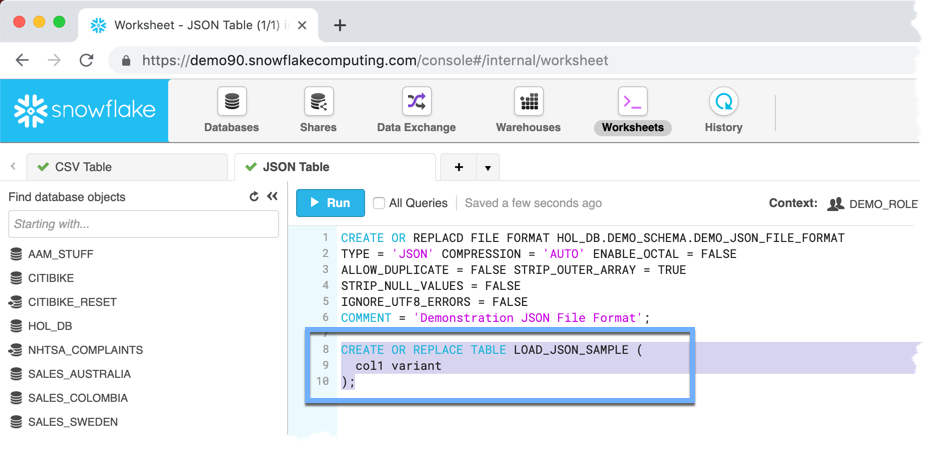 Worksheet - JSON Table (1/1) i
https://demo90.snowflakecomputing.com/console#/internal/worksheet
snowflake
Databases
Shares
Data Exchange
Warehouses
Worksheets
History
CSV Table
JSON Table
Find database objects
Starting with...
AAM_STUFF
CITIBIKE
CITIBIKE_RESET
HOL_DB
NHTSA_COMPLAINTS
SALES_AUSTRALIA
SALES_COLOMBIA
SALES_SWEDEN
Run
All Queries
Saved a few seconds ago
Context: DEMO_ROLE
1 CREATE OR REPLACD FILE FORMAT HOL_DB.DEMO_SCHEMA.DEMO_JSON_FILE_FORMAT
2 TYPE = 'JSON' COMPRESSION = 'AUTO' ENABLE_OCTAL = FALSE
3 ALLOW_DUPLICATE = FALSE STRIP_OUTER_ARRAY = TRUE
4 STRIP_NULL_VALUES = FALSE
5 IGNORE_UTF8_ERRORS = FALSE
6 COMMENT = 'Demonstration JSON File Format';
7
8 CREATE OR REPLACE TABLE LOAD_JSON_SAMPLE (
9 col1 variant
10 );